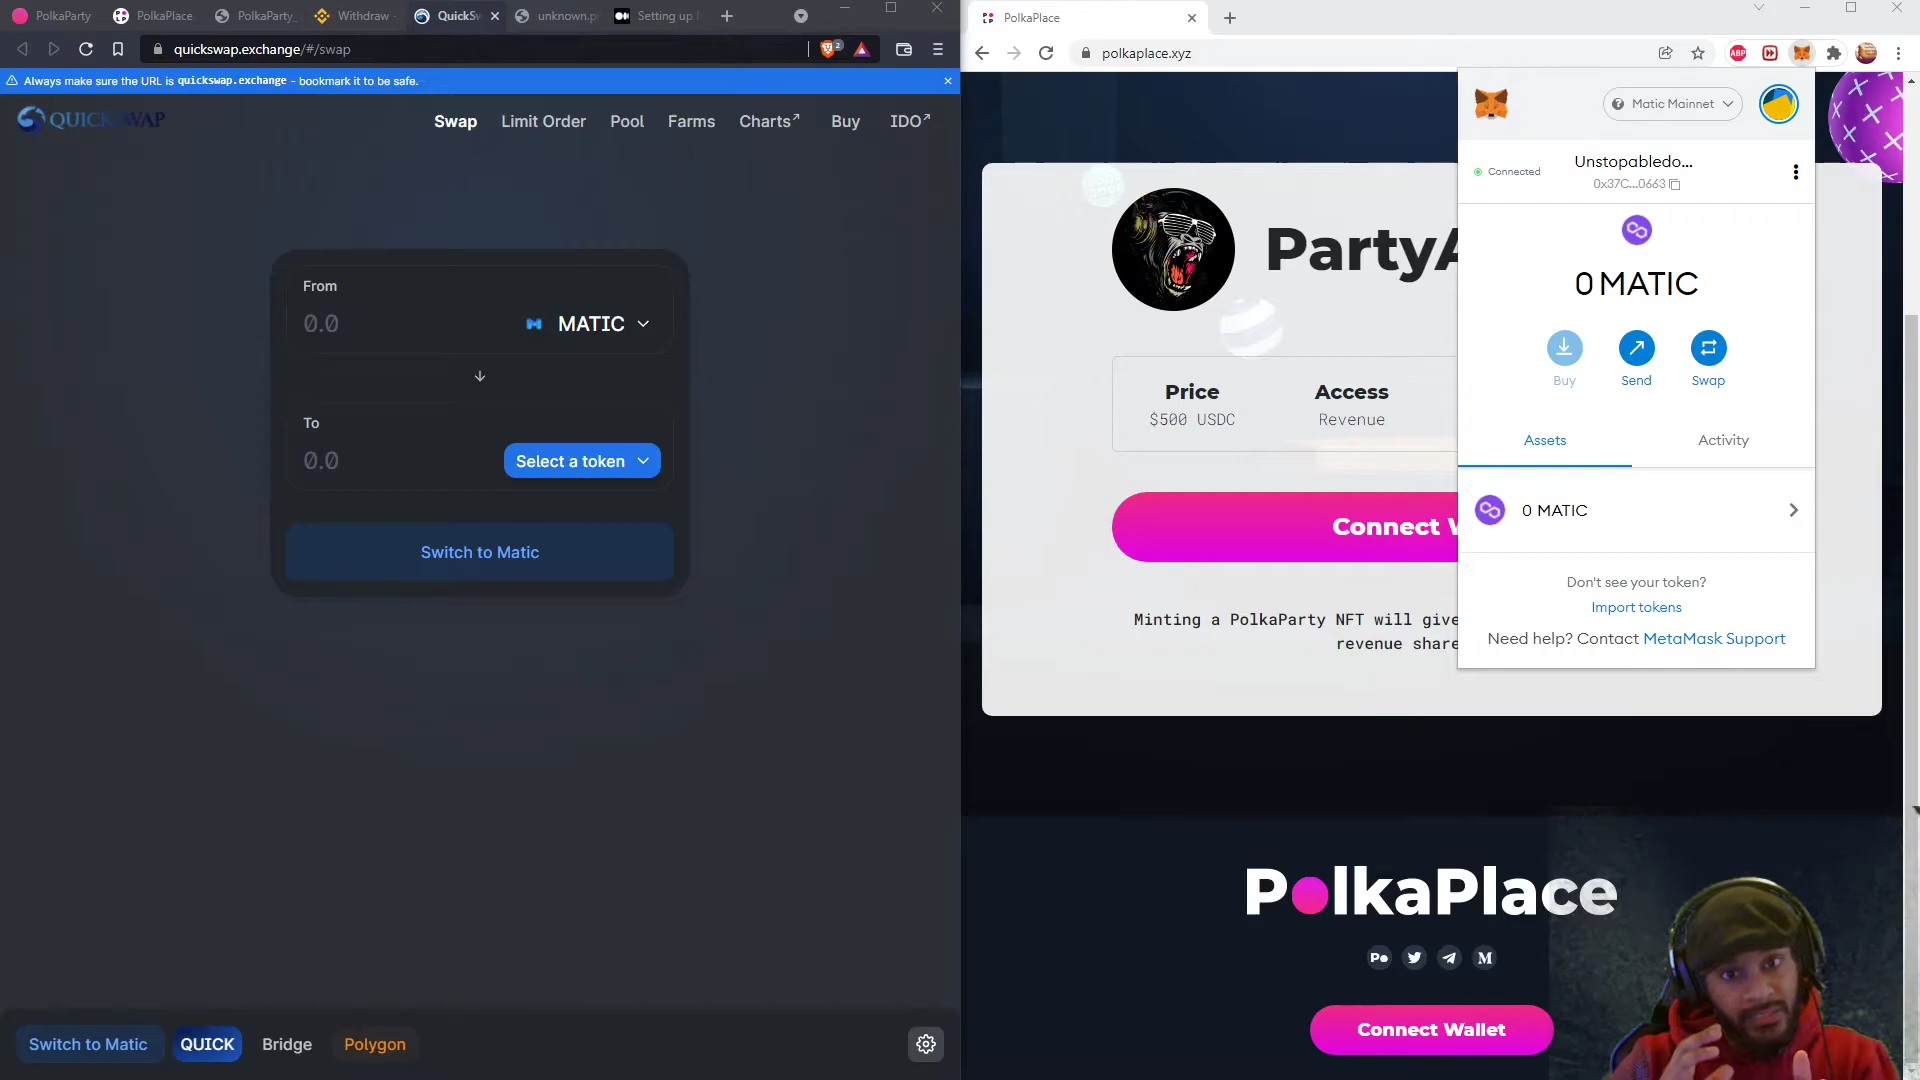 PolkaParty
PolkaPlace
PolkaParty_
Withdraw
QuickSw
unknown.p
Setting up
quickswap.exchange/#/swap
2
Always make sure the URL is quickswap.exchange - bookmark it to be safe.
QUICKSWAP
Swap
Limit Order
Pool
Farms
Charts↗
Buy
IDO↗
From
0.0
MATIC
To
0.0
Select a token
Switch to Matic
Switch to Matic
QUICK
Bridge
Polygon
PolkaPlace
polkaplace.xyz
ABP
PartyA
Price
Access
$500 USDC
Revenue
Connect W
Minting a PolkaParty NFT will give
revenue share
Matic Mainnet
Connected
Unstopabledo...
0x37C...0663
0 MATIC
Buy
Send
Swap
Assets
Activity
0 MATIC
Don't see your token?
Import tokens
Need help? Contact MetaMask Support
PolkaPlace
Po
M
Connect Wallet